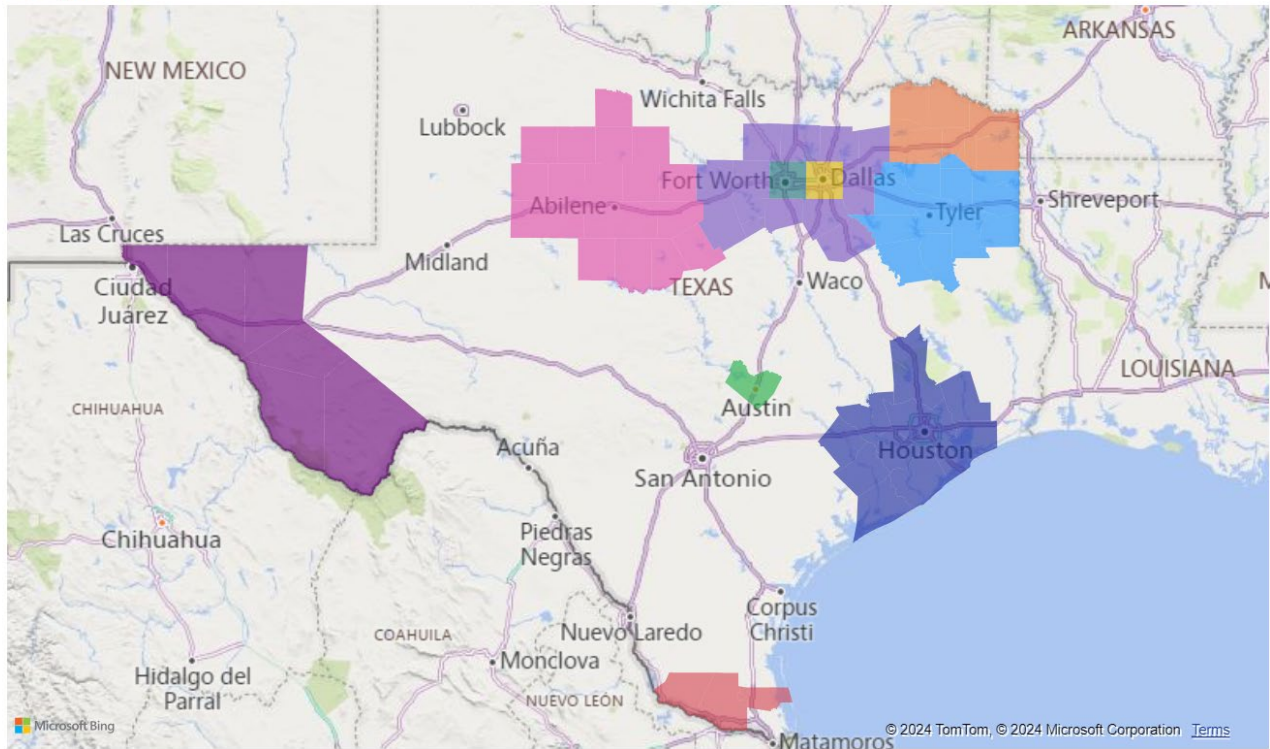 ARKANSAS
NEW MEXICO
Wichita Falls
Lubbock
Fort Worth
Dallas
Abilene
Tyler
Shreveport
Las Cruces
Midland
Ciudad
Juárez
TEXAS
Waco
M
LOUISIANA
CHIHUAHUA
Austin
Acuña
Houston
San Antonio
Chihuahua
Piedras
Negras
Corpus
Christi
Nuevo Laredo
COAHUILA
Monclova
Hidalgo del
Parral
NUEVO LEÓN
Microsoft Bing
© 2024 TomTom, © 2024 Microsoft Corporation Terms
Matamoros